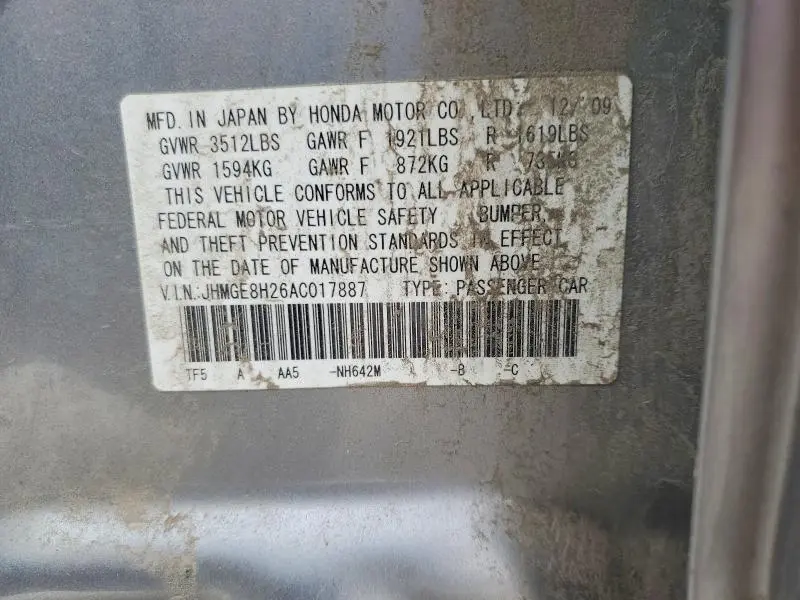 MFD. IN JAPAN BY HONDA MOTOR CO.,LTD. 12/'09
GVWR 3512LBS GAWR F 1921LBS R 1619LBS
GVWR 1594KG GAWR F 872KG R
THIS VEHICLE CONFORMS TO ALL APPLICABLE
FEDERAL MOTOR VEHICLE SAFETY, BUMPER,
AND THEFT PREVENTION STANDARDS IN EFFECT
ON THE DATE OF MANUFACTURE SHOWN ABOVE
V.I.N.:JHMGE8H26AC017887 TYPE: PASSENGER CAR
TF5 A AA5 -NH642M -B -C